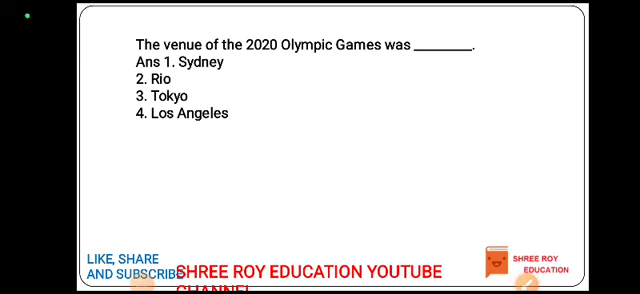 The venue of the 2020 Olympic Games was ________.
Ans 1. Sydney
2. Rio
3. Tokyo
4. Los Angeles
LIKE, SHARE
AND SUBSCRIBE
SHREE ROY EDUCATION YOUTUBE
CHANNEL
SHREE ROY
EDUCATION